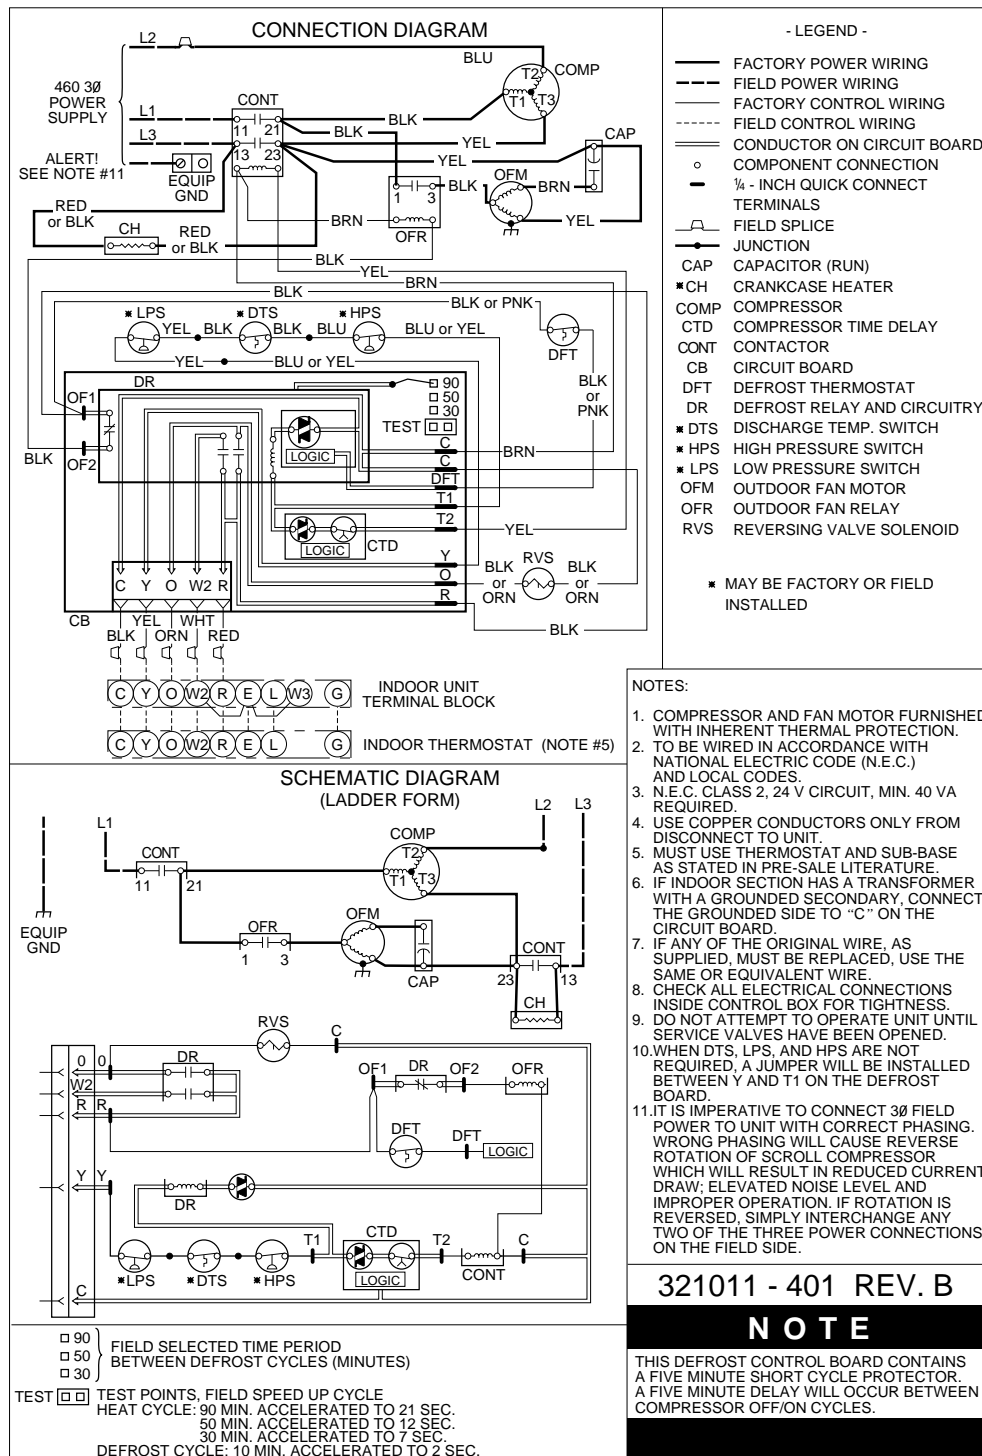 CONNECTION DIAGRAM
L2
BLU
T2
COMP
T1
T3
460 3Ø
POWER
SUPPLY
CONT
L1
11
21
BLK
BLK
CAP
L3
13
23
YEL
YEL
ALERT!
SEE NOTE #11
EQUIP
GND
OFM
BLK
BRN
1
3
RED
or BLK
BRN
YEL
CH
RED
or BLK
OFR
BLK
YEL
BRN
BLK
BLK or PNK
* LPS
* DTS
* HPS
YEL
BLK
BLK
BLU
BLU or YEL
DFT
YEL
BLU or YEL
DR
90
50
30
BLK
or
PNK
OF1
TEST
LOGIC
C
BRN
BLK
OF2
C
DFT
T1
T2
YEL
LOGIC
CTD
Y
RVS
BLK
or
ORN
BLK
or
ORN
O
R
C Y O W2 R
CB
BLK
YEL
ORN
WHT
RED
BLK
C Y O W2 R E L W3 G
INDOOR UNIT
TERMINAL BLOCK
C Y O W2 R E L G
INDOOR THERMOSTAT (NOTE #5)
- LEGEND -
FACTORY POWER WIRING
FIELD POWER WIRING
FACTORY CONTROL WIRING
FIELD CONTROL WIRING
CONDUCTOR ON CIRCUIT BOARD
COMPONENT CONNECTION
¼ - INCH QUICK CONNECT
TERMINALS
FIELD SPLICE
JUNCTION
CAP CAPACITOR (RUN)
* CH CRANKCASE HEATER
COMP COMPRESSOR
CTD COMPRESSOR TIME DELAY
CONT CONTACTOR
CB CIRCUIT BOARD
DFT DEFROST THERMOSTAT
DR DEFROST RELAY AND CIRCUITRY
* DTS DISCHARGE TEMP. SWITCH
* HPS HIGH PRESSURE SWITCH
* LPS LOW PRESSURE SWITCH
OFM OUTDOOR FAN MOTOR
OFR OUTDOOR FAN RELAY
RVS REVERSING VALVE SOLENOID
* MAY BE FACTORY OR FIELD
INSTALLED
SCHEMATIC DIAGRAM
(LADDER FORM)
L1
L2
L3
COMP
CONT
T2
T1
T3
11
21
EQUIP
GND
OFR
OFM
1
3
CAP
CONT
23
13
CH
RVS
C
0
0
DR
W2
R
R
OF1
DR
OF2
OFR
DFT
DFT
LOGIC
Y
Y
DR
T1
CTD
T2
C
*LPS
*DTS
*HPS
LOGIC
CONT
C
90
50
30
FIELD SELECTED TIME PERIOD
BETWEEN DEFROST CYCLES (MINUTES)
TEST
TEST POINTS, FIELD SPEED UP CYCLE
HEAT CYCLE: 90 MIN. ACCELERATED TO 21 SEC.
50 MIN. ACCELERATED TO 12 SEC.
30 MIN. ACCELERATED TO 7 SEC.
DEFROST CYCLE: 10 MIN. ACCELERATED TO 2 SEC.
NOTES:
1. COMPRESSOR AND FAN MOTOR FURNISHED
WITH INHERENT THERMAL PROTECTION.
2. TO BE WIRED IN ACCORDANCE WITH
NATIONAL ELECTRIC CODE (N.E.C.)
AND LOCAL CODES.
3. N.E.C. CLASS 2, 24 V CIRCUIT, MIN. 40 VA
REQUIRED.
4. USE COPPER CONDUCTORS ONLY FROM
DISCONNECT TO UNIT.
5. MUST USE THERMOSTAT AND SUB-BASE
AS STATED IN PRE-SALE LITERATURE.
6. IF INDOOR SECTION HAS A TRANSFORMER
WITH A GROUNDED SECONDARY, CONNECT
THE GROUNDED SIDE TO “C” ON THE
CIRCUIT BOARD.
7. IF ANY OF THE ORIGINAL WIRE, AS
SUPPLIED, MUST BE REPLACED, USE THE
SAME OR EQUIVALENT WIRE.
8. CHECK ALL ELECTRICAL CONNECTIONS
INSIDE CONTROL BOX FOR TIGHTNESS.
9. DO NOT ATTEMPT TO OPERATE UNIT UNTIL
SERVICE VALVES HAVE BEEN OPENED.
10.WHEN DTS, LPS, AND HPS ARE NOT
REQUIRED, A JUMPER WILL BE INSTALLED
BETWEEN Y AND T1 ON THE DEFROST
BOARD.
11.IT IS IMPERATIVE TO CONNECT 3Ø FIELD
POWER TO UNIT WITH CORRECT PHASING.
WRONG PHASING WILL CAUSE REVERSE
ROTATION OF SCROLL COMPRESSOR
WHICH WILL RESULT IN REDUCED CURRENT
DRAW; ELEVATED NOISE LEVEL AND
IMPROPER OPERATION. IF ROTATION IS
REVERSED, SIMPLY INTERCHANGE ANY
TWO OF THE THREE POWER CONNECTIONS
ON THE FIELD SIDE.
321011 - 401 REV. B
NOTE
THIS DEFROST CONTROL BOARD CONTAINS
A FIVE MINUTE SHORT CYCLE PROTECTOR.
A FIVE MINUTE DELAY WILL OCCUR BETWEEN
COMPRESSOR OFF/ON CYCLES.